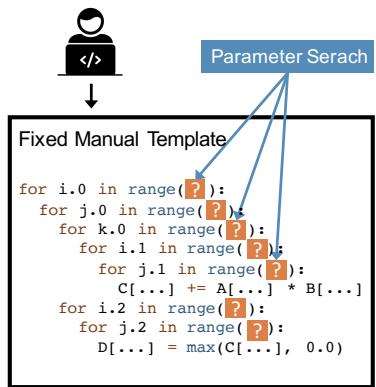 </>
Parameter Serach
Fixed Manual Template
for i.0 in range( ? ):
for j.0 in range( ? ):
for k.0 in range( ? ):
for i.1 in range( ? ):
for j.1 in range( ? ):
C[...] += A[...] * B[...]
for i.2 in range( ? ):
for j.2 in range( ? ):
D[...] = max(C[...], 0.0)